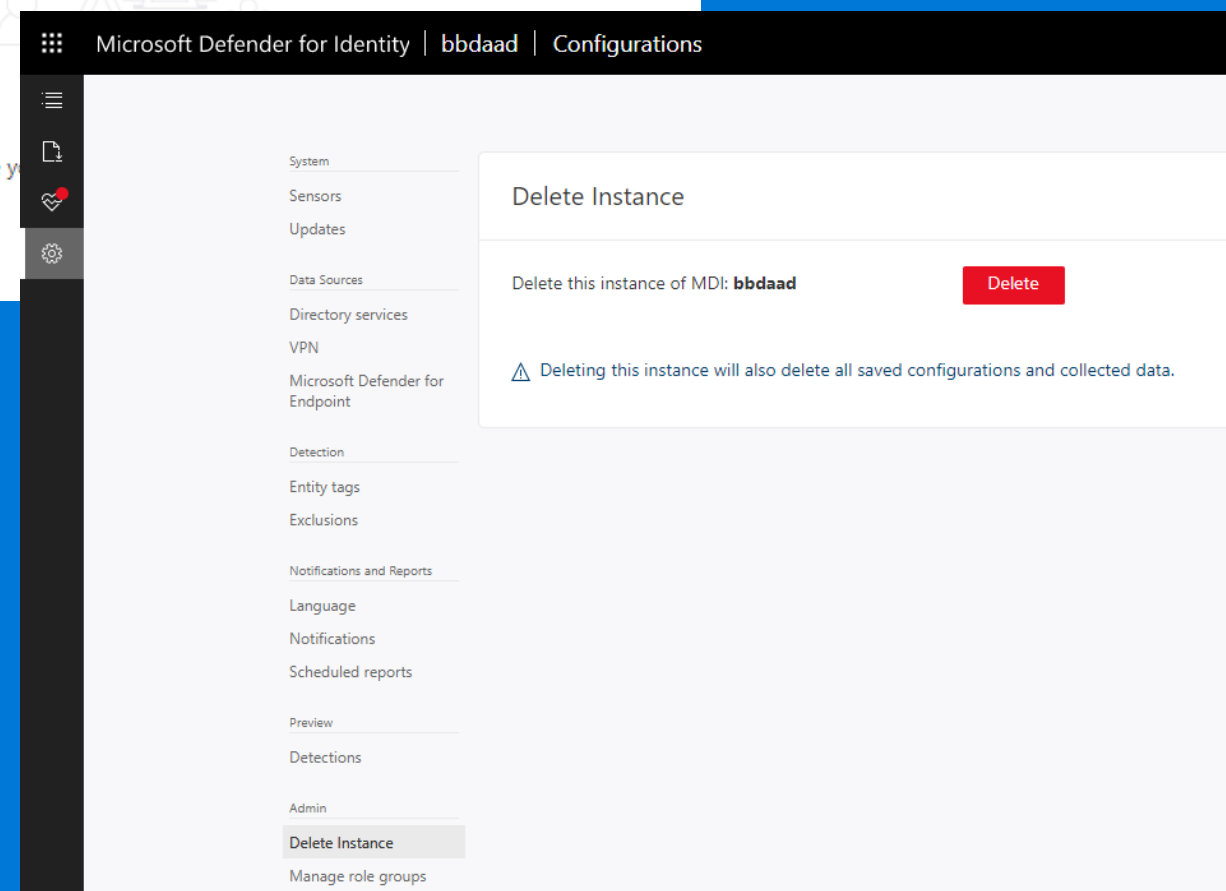 Microsoft Defender for Identity | bbdaad | Configurations
System
Sensors
Updates
Data Sources
Directory services
VPN
Microsoft Defender for
Endpoint
Detection
Entity tags
Exclusions
Notifications and Reports
Language
Notifications
Scheduled reports
Preview
Detections
Admin
Delete Instance
Manage role groups
Delete Instance
Delete this instance of MDI: bbdaad
Delete
Deleting this instance will also delete all saved configurations and collected data.